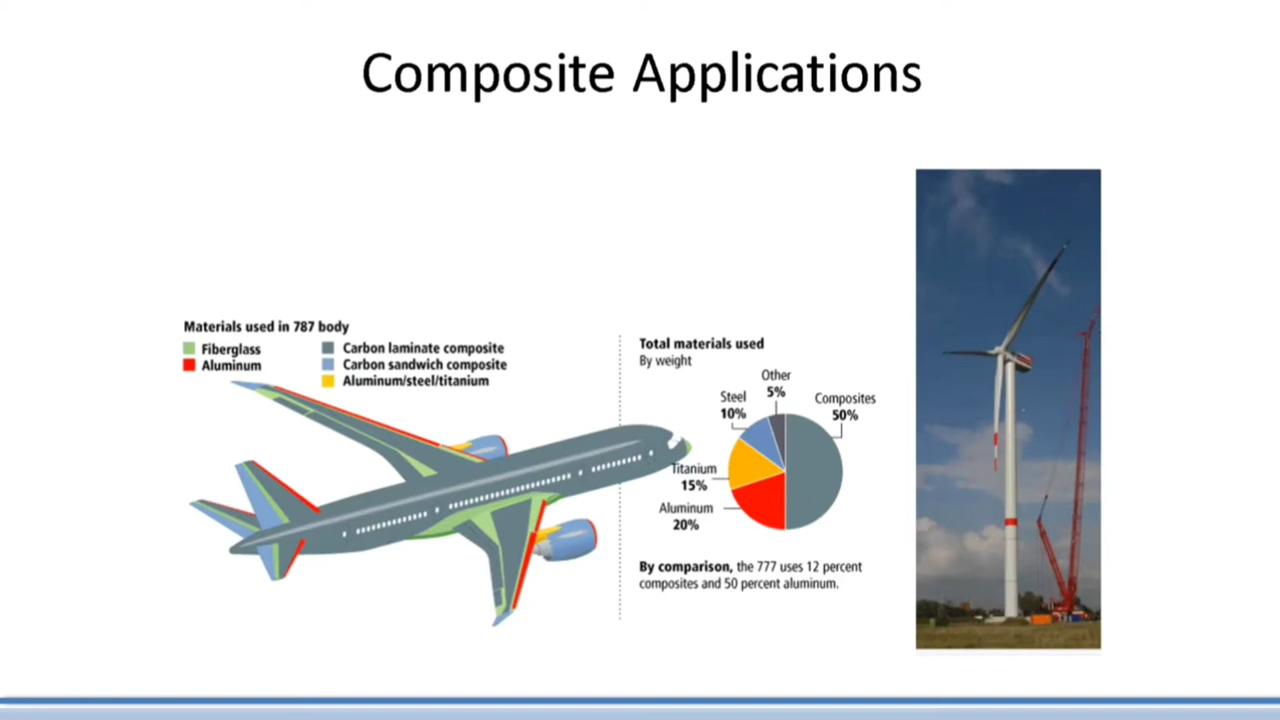 Composite Applications
Materials used in 787 body
Fiberglass
Aluminum
Carbon laminate composite
Carbon sandwich composite
Aluminum/steel/titanium
Total materials used
By weight
Other
5%
Steel
10%
Composites
50%
Titanium
15%
Aluminum
20%
By comparison, the 777 uses 12 percent
composites and 50 percent aluminum.